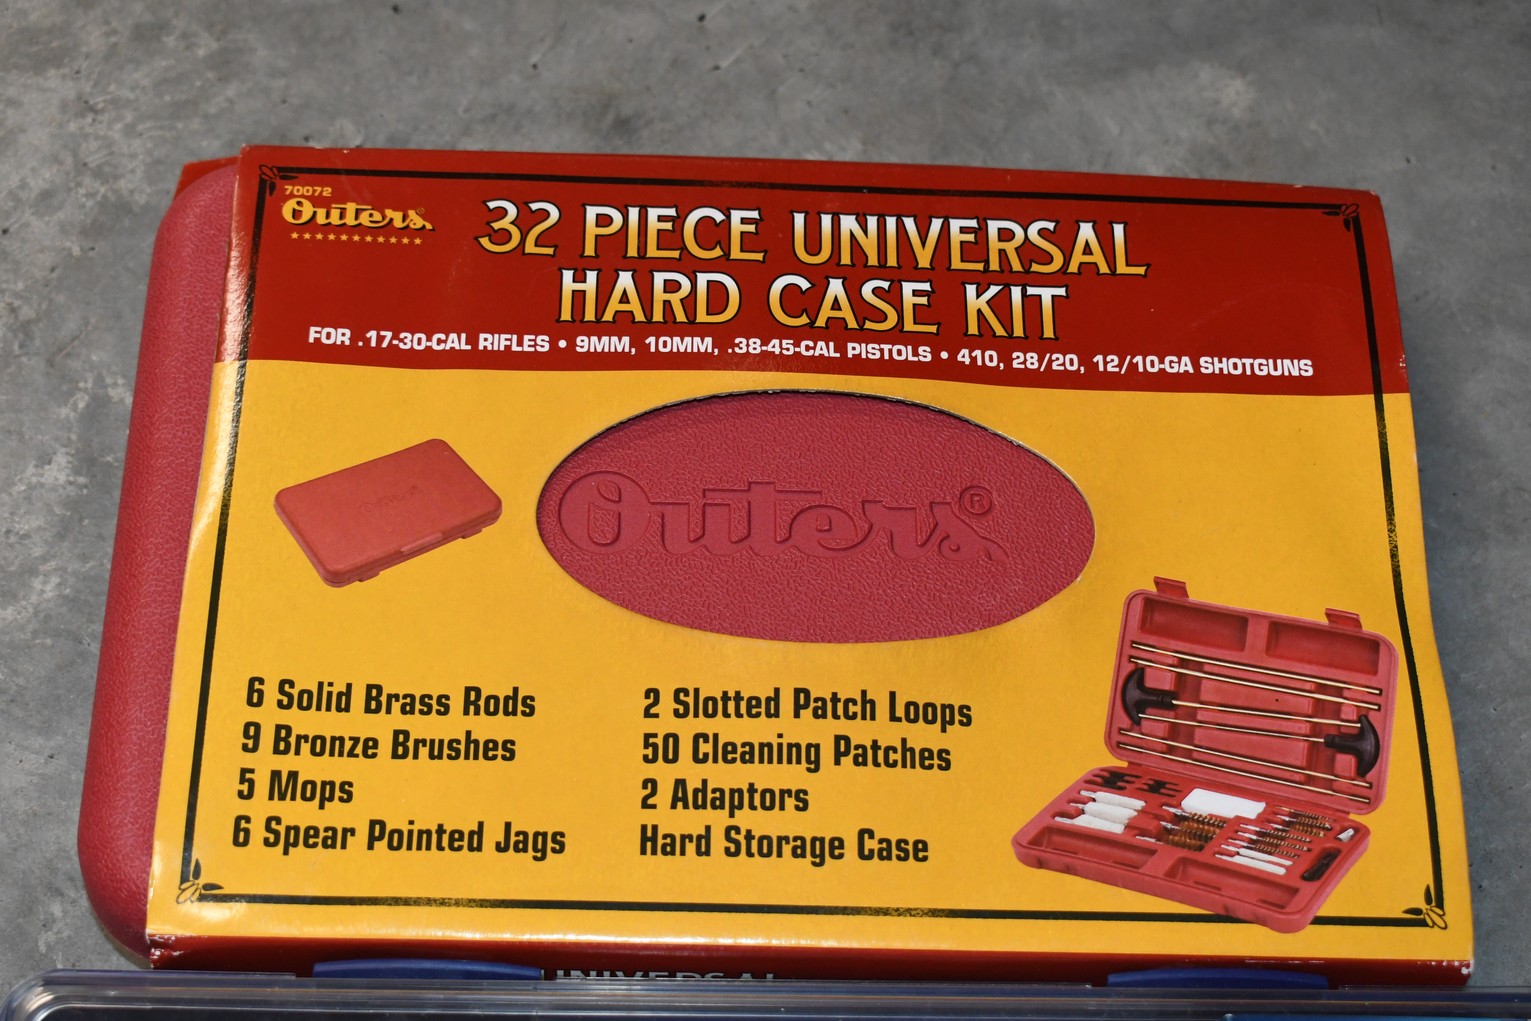 70072
Outers®
32 PIECE UNIVERSAL
HARD CASE KIT
FOR .17-30-CAL RIFLES • 9MM, 10MM, .38-45-CAL PISTOLS • 410, 28/20, 12/10-GA SHOTGUNS
Outers®
6 Solid Brass Rods
9 Bronze Brushes
5 Mops
6 Spear Pointed Jags
2 Slotted Patch Loops
50 Cleaning Patches
2 Adaptors
Hard Storage Case
UNIVERSAL